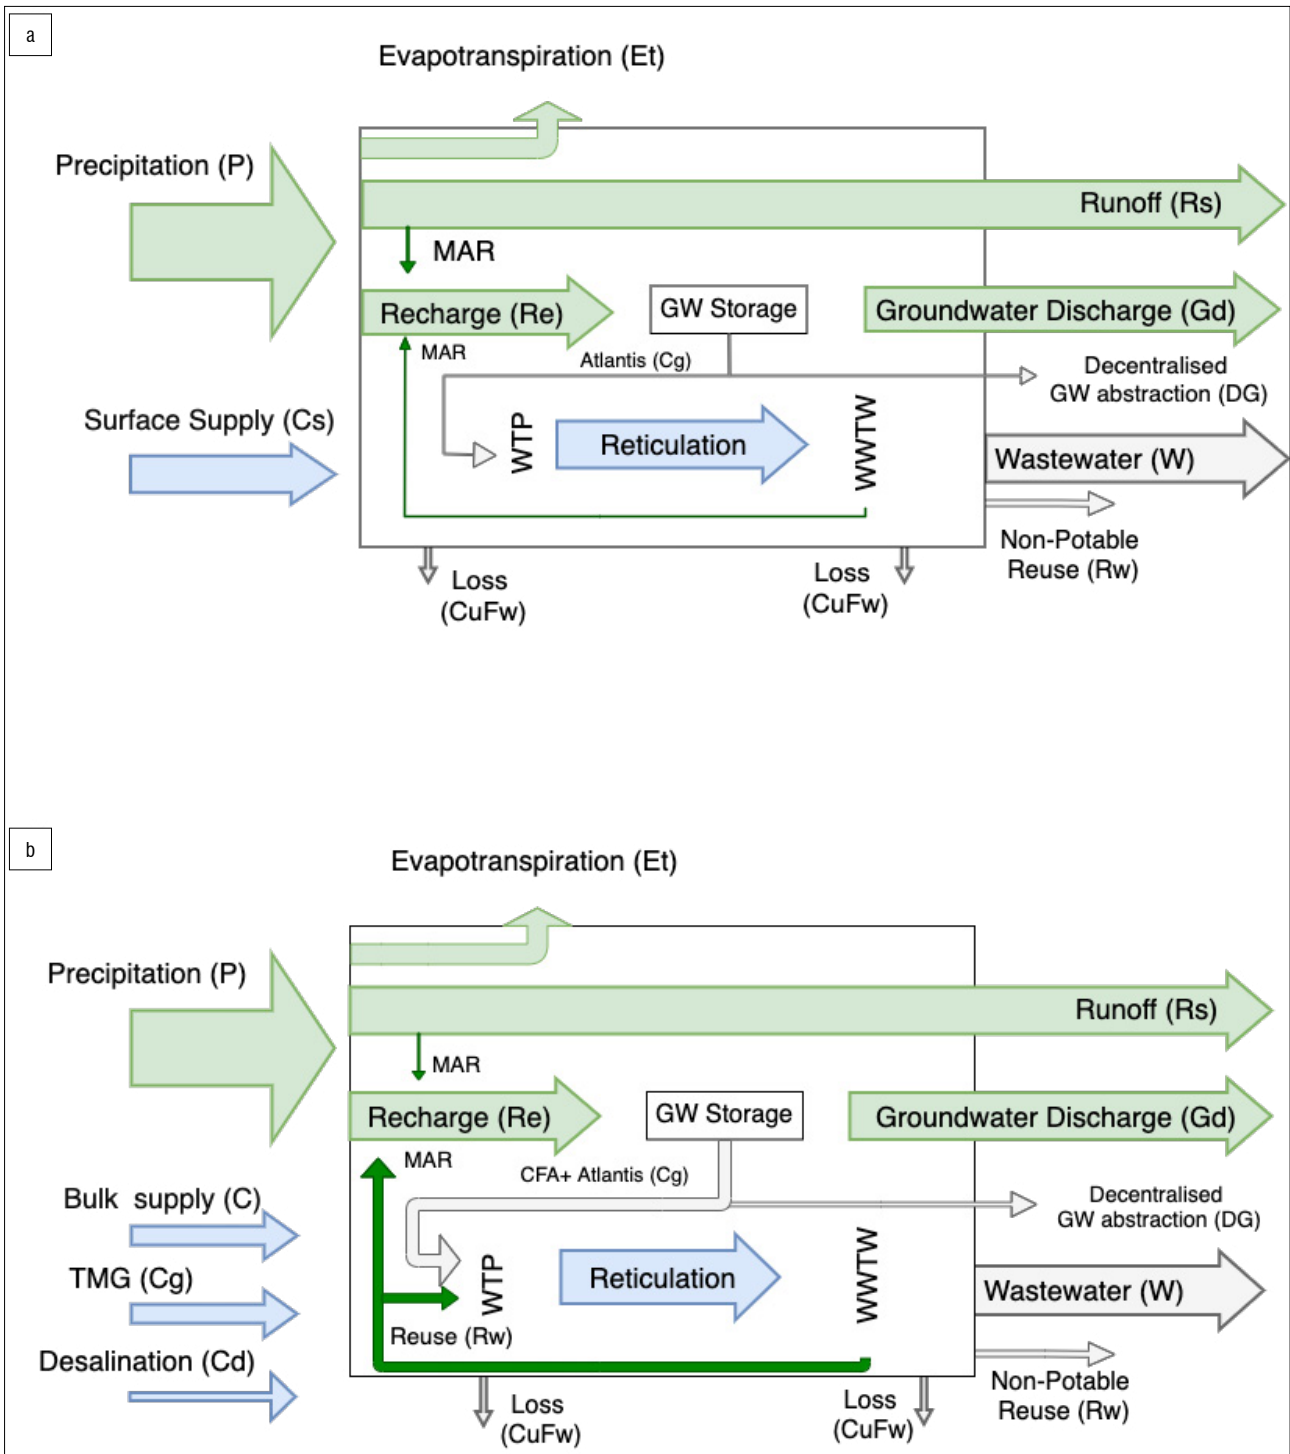 a
Evapotranspiration (Et)
Precipitation (P)
Runoff (Rs)
MAR
Recharge (Re)
GW Storage
Groundwater Discharge (Gd)
MAR
Atlantis (Cg)
Decentralised
GW abstraction (DG)
Surface Supply (Cs)
WTP
Reticulation
WWTW
Wastewater (W)
Non-Potable
Reuse (Rw)
Loss
(CuFw)
Loss
(CuFw)
b
Evapotranspiration (Et)
Precipitation (P)
Runoff (Rs)
MAR
Recharge (Re)
GW Storage
Groundwater Discharge (Gd)
MAR
CFA+ Atlantis (Cg)
Decentralised
GW abstraction (DG)
Bulk supply (C)
TMG (Cg)
Desalination (Cd)
WTP
Reticulation
WWTW
Wastewater (W)
Reuse (Rw)
Non-Potable
Reuse (Rw)
Loss
(CuFw)
Loss
(CuFw)